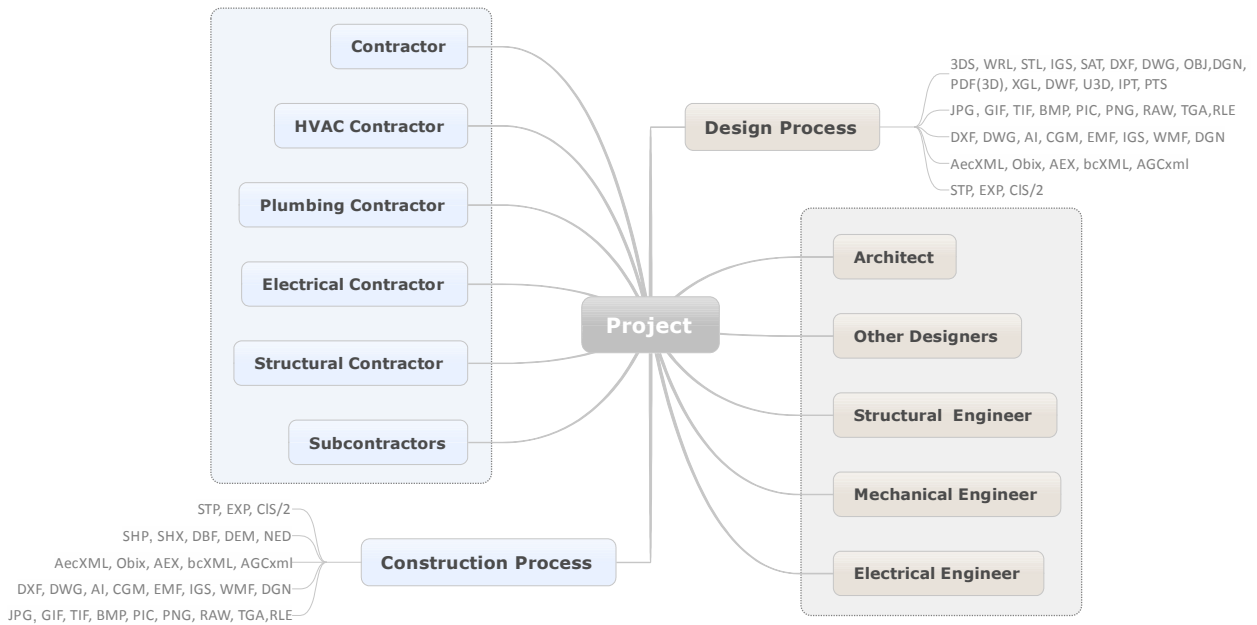 Contractor
HVAC Contractor
Plumbing Contractor
Electrical Contractor
Structural Contractor
Subcontractors
STP, EXP, CIS/2
SHP, SHX, DBF, DEM, NED
AecXML, Obix, AEX, bcXML, AGCxml
DXF, DWG, AI, CGM, EMF, IGS, WMF, DGN
JPG, GIF, TIF, BMP, PIC, PNG, RAW, TGA,RLE
Construction Process
Project
Design Process
3DS, WRL, STL, IGS, SAT, DXF, DWG, OBJ,DGN,
PDF(3D), XGL, DWF, U3D, IPT, PTS
JPG, GIF, TIF, BMP, PIC, PNG, RAW, TGA,RLE
DXF, DWG, AI, CGM, EMF, IGS, WMF, DGN
AecXML, Obix, AEX, bcXML, AGCxml
STP, EXP, CIS/2
Architect
Other Designers
Structural  Engineer
Mechanical Engineer
Electrical Engineer